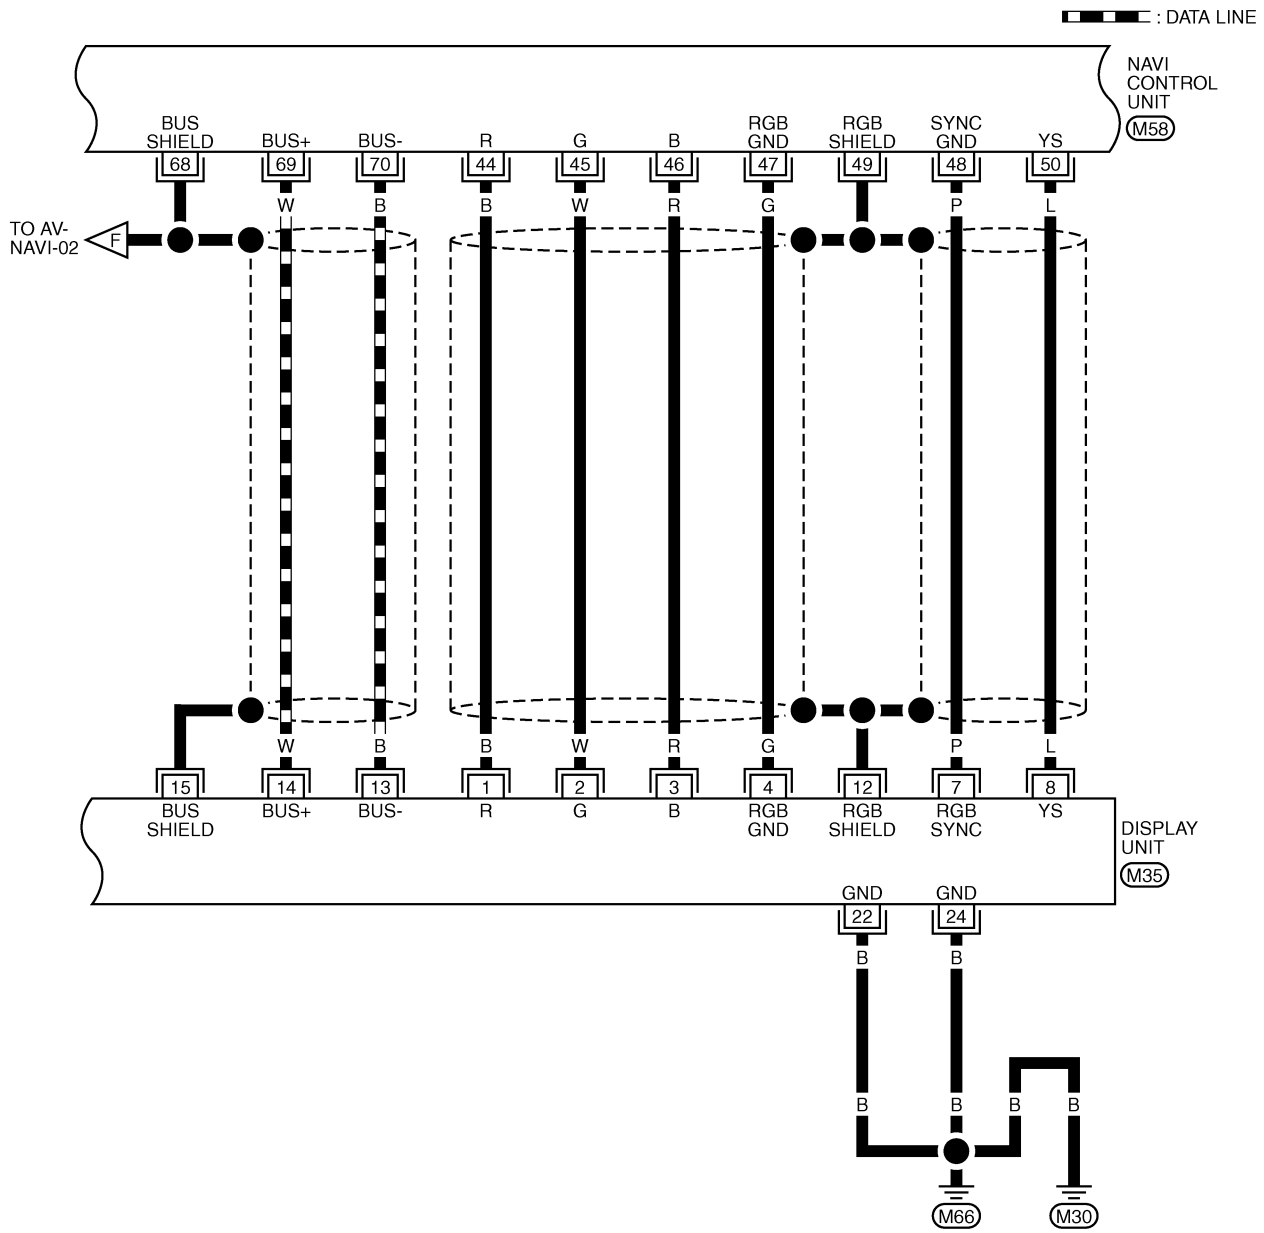 : DATA LINE
NAVI
CONTROL
UNIT
M58
BUS
SHIELD
BUS+
BUS-
R
G
B
RGB
GND
RGB
SHIELD
SYNC
GND
YS
68
69
70
44
45
46
47
49
48
50
W
B
B
W
R
G
P
L
TO AV-
NAVI-02
F
W
B
B
W
R
G
P
L
15
14
13
1
2
3
4
12
7
8
BUS
SHIELD
BUS+
BUS-
R
G
B
RGB
GND
RGB
SHIELD
RGB
SYNC
YS
DISPLAY
UNIT
M35
GND
GND
22
24
B
B
B
B
B
B
M66
M30